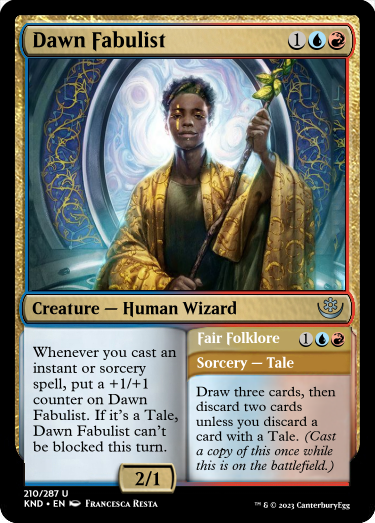 Dawn Fabulist 1
Creature — Human Wizard
Whenever you cast an
instant or sorcery
spell, put a +1/+1
counter on Dawn
Fabulist. If it's a Tale,
Dawn Fabulist can't
be blocked this turn.
Fair Folklore 1
Sorcery — Tale
Draw three cards, then
discard two cards
unless you discard a
card with a Tale. (Cast
a copy of this once while
this on the battlefield.)
2/1
210/287 U
KND • EN Francesca Resta
™ & © 2023 CanterburyEgg